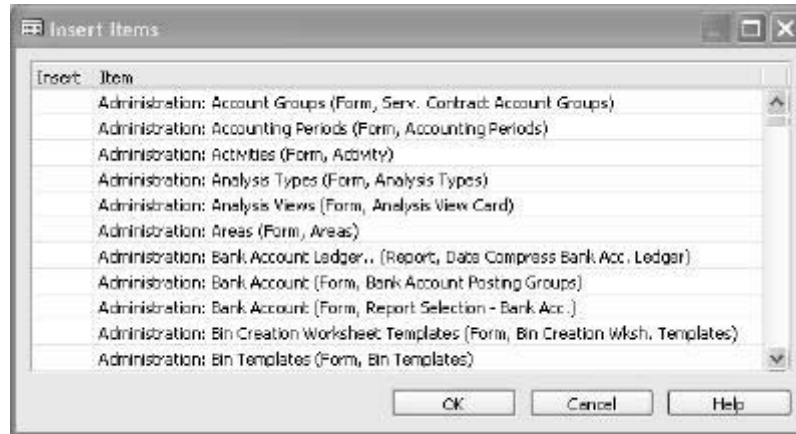 Insert Items
Insert Item
Administration: Account Groups (Form, Serv. Contract Account Groups)
Administration: Accounting Periods (Form, Accounting Periods)
Administration: Activities (Form, Activity)
Administration: Analysis Types (Form, Analysis Types)
Administration: Analysis Views (Form, Analysis View Card)
Administration: Areas (Form, Areas)
Administration: Bank Account Ledger.. (Report, Date Compress Bank Acc. Ledger)
Administration: Bank Account (Form, Bank Account Posting Groups)
Administration: Bank Account (Form, Report Selection - Bank Acc.)
Administration: Bin Creation Worksheet Templates (Form, Bin Creation Wksh. Templates)
Administration: Bin Templates (Form, Bin Templates)
OK Cancel Help